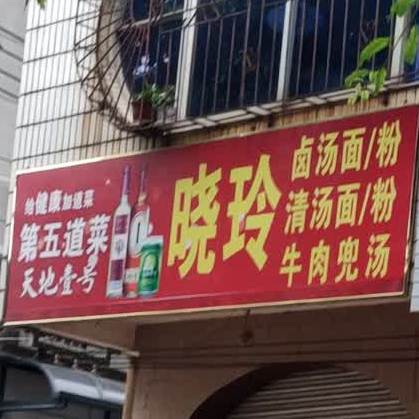 给健康加道菜
第五道菜
天地壹号
晓玲
卤汤面/粉
清汤面/粉
牛肉兜汤